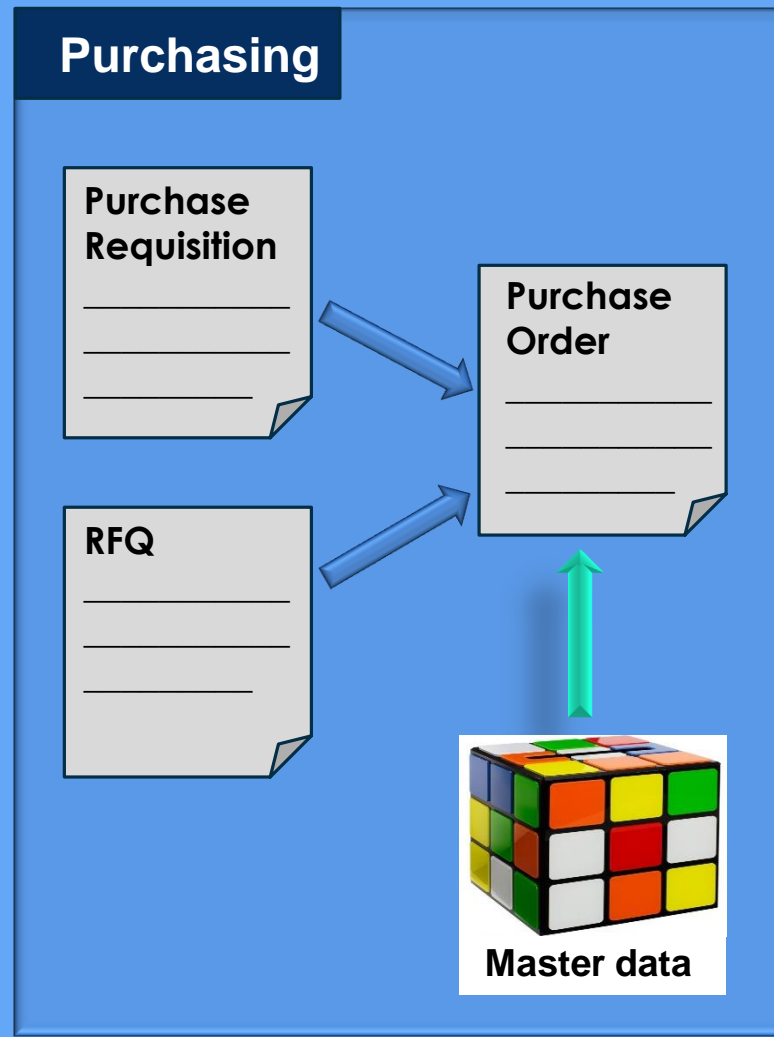 Purchasing
Purchase
Requisition
Purchase
Order
RFQ
Master data